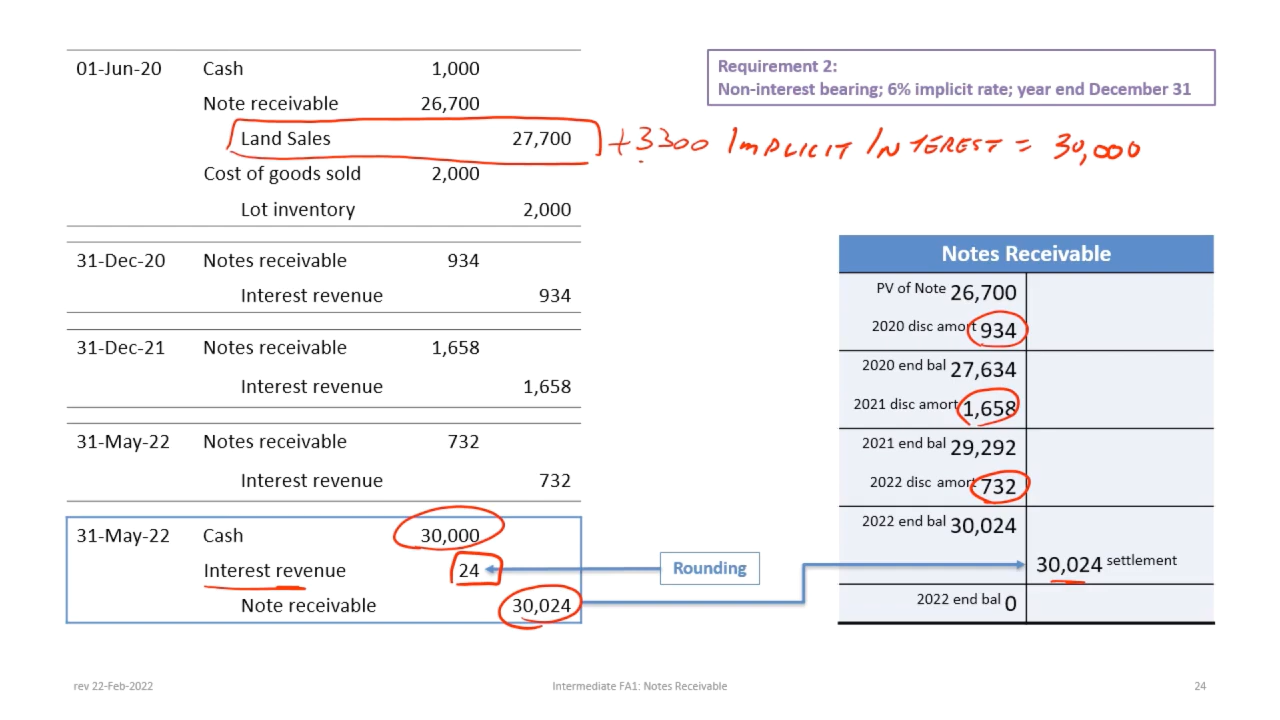 01-Jun-20 Cash 1,000
Note receivable 26,700
Land Sales 27,700
Cost of goods sold 2,000
Lot inventory 2,000
31-Dec-20 Notes receivable 934
Interest revenue 934
31-Dec-21 Notes receivable 1,658
Interest revenue 1,658
31-May-22 Notes receivable 732
Interest revenue 732
31-May-22 Cash 30,000
Interest revenue 24
Note receivable 30,024
Requirement 2:
Non-interest bearing; 6% implicit rate; year end December 31
+3300 IMPLICIT INTEREST = 30,000
Notes Receivable
PV of Note 26,700
2020 disc amort 934
2020 end bal 27,634
2021 disc amort 1,658
2021 end bal 29,292
2022 disc amort 732
2022 end bal 30,024
30,024 settlement
2022 end bal 0
Rounding
rev 22-Feb-2022
Intermediate FA1: Notes Receivable
24